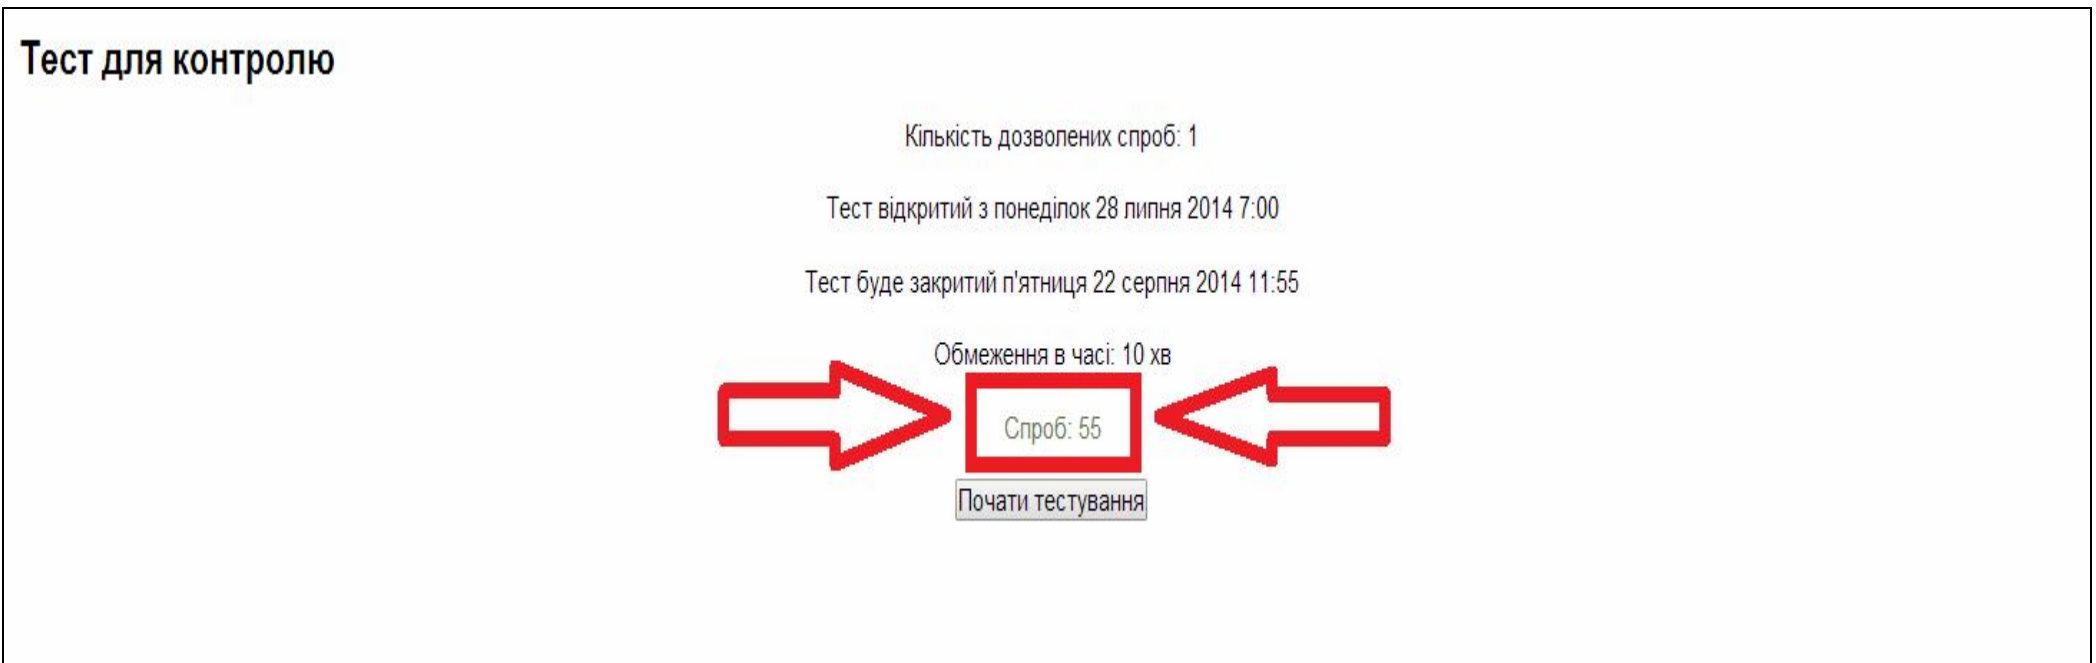 Тест для контролю
Кількість дозволених спроб: 1
Тест відкритий з понеділок 28 липня 2014 7:00
Тест буде закритий п'ятниця 22 серпня 2014 11:55
Обмеження в часі: 10 хв
Спроб: 55
Почати тестування